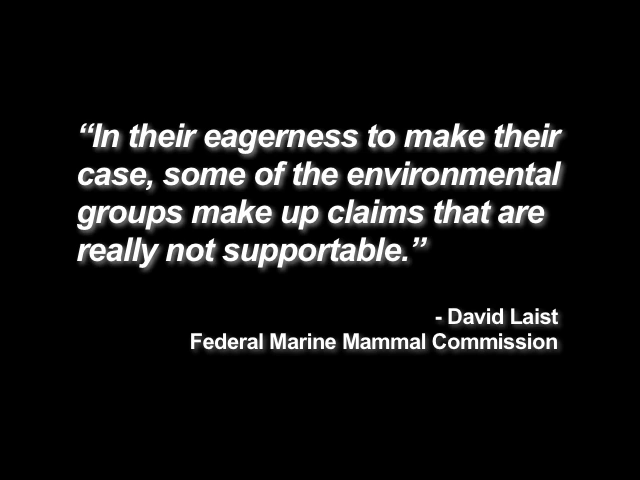 “In their eagerness to make their
case, some of the environmental
groups make up claims that are
really not supportable.”
- David Laist
Federal Marine Mammal Commission